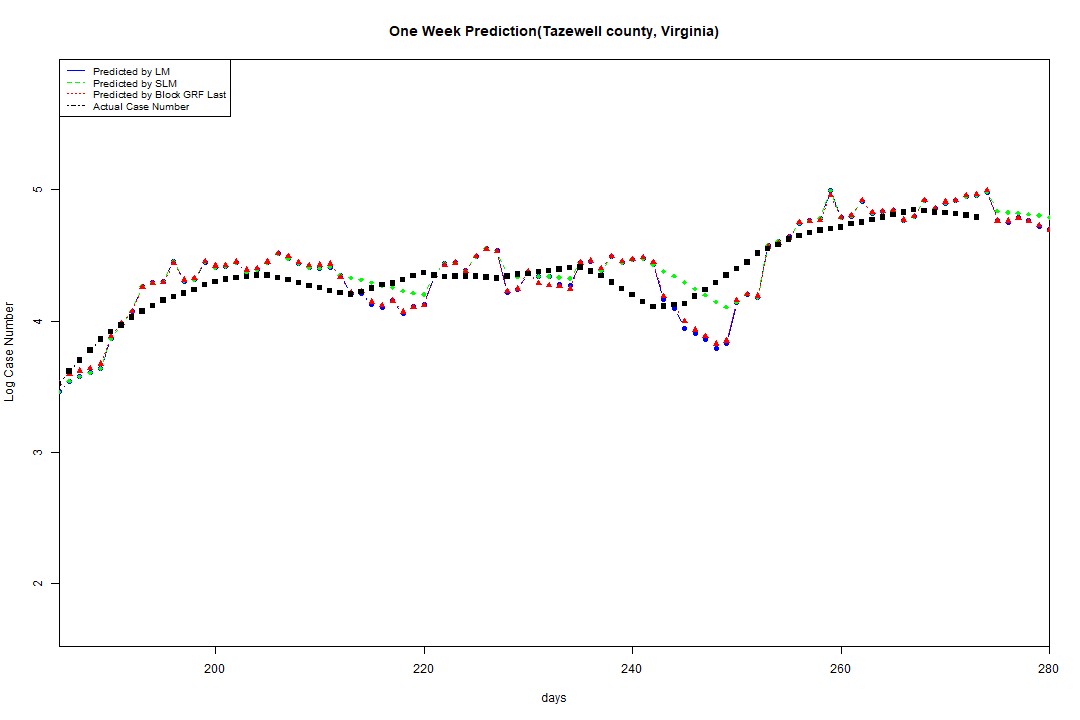 One Week Prediction(Tazewell county, Virginia)
Predicted by LM
Predicted by SLM
Predicted by Block GRF Last
Actual Case Number
5
4
3
2
Log Case Number
200 220 240 260 280
days